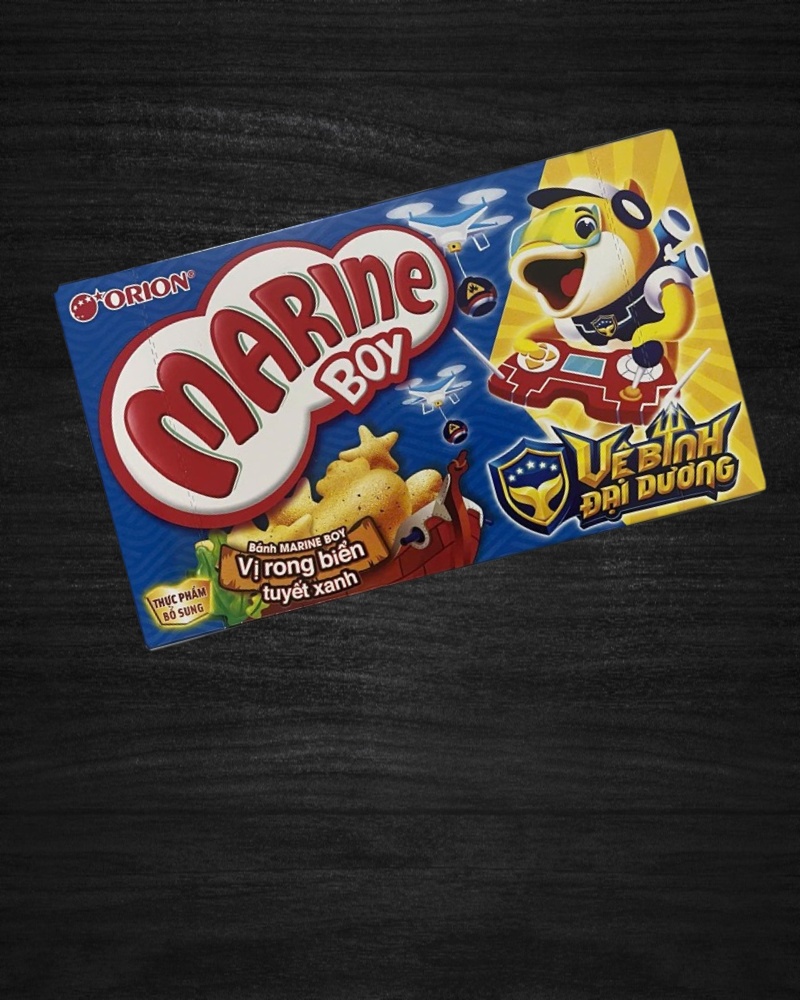 ORION®
MARINE
BOY
VỆ BINH
ĐẠI DƯƠNG
Bánh MARINE BOY
Vị rong biển
tuyết xanh
THỰC PHẨM
BỔ SUNG